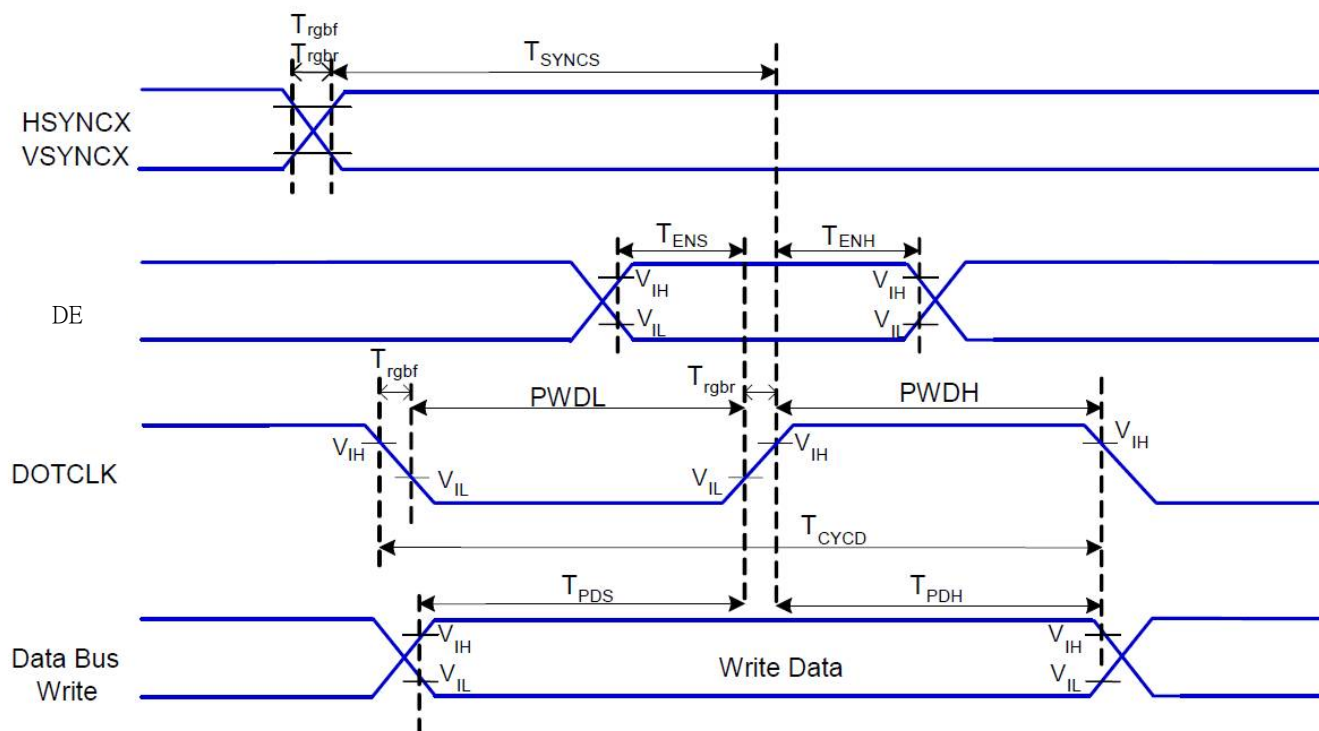 Trgbf
Trgbr
TSYNCS
HSYNCX
VSYNCX
TENS
TENH
VIH
VIH
DE
VIL
VIL
Trgbf
Trgbr
PWDL
PWDH
VIH
VIH
VIH
DOTCLK
VIL
VIL
TCYCD
TPDS
TPDH
VIH
VIH
Data Bus
Write
Write Data
VIL
VIL